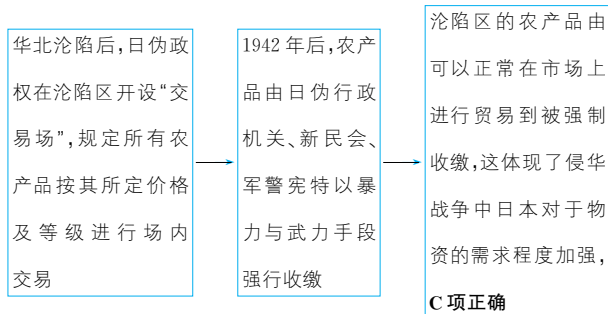 华北沦陷后,日伪政
权在沦陷区开设“交
易场”,规定所有农
产品按其所定价格
及等级进行场内
交易
1942年后,农产
品由日伪行政
机关、新民会、
军警宪特以暴
力与武力手段
强行收缴
沦陷区的农产品由
可以正常在市场上
进行贸易到被强制
收缴,这体现了侵华
战争中日本对于物
资的需求程度加强,
C项正确